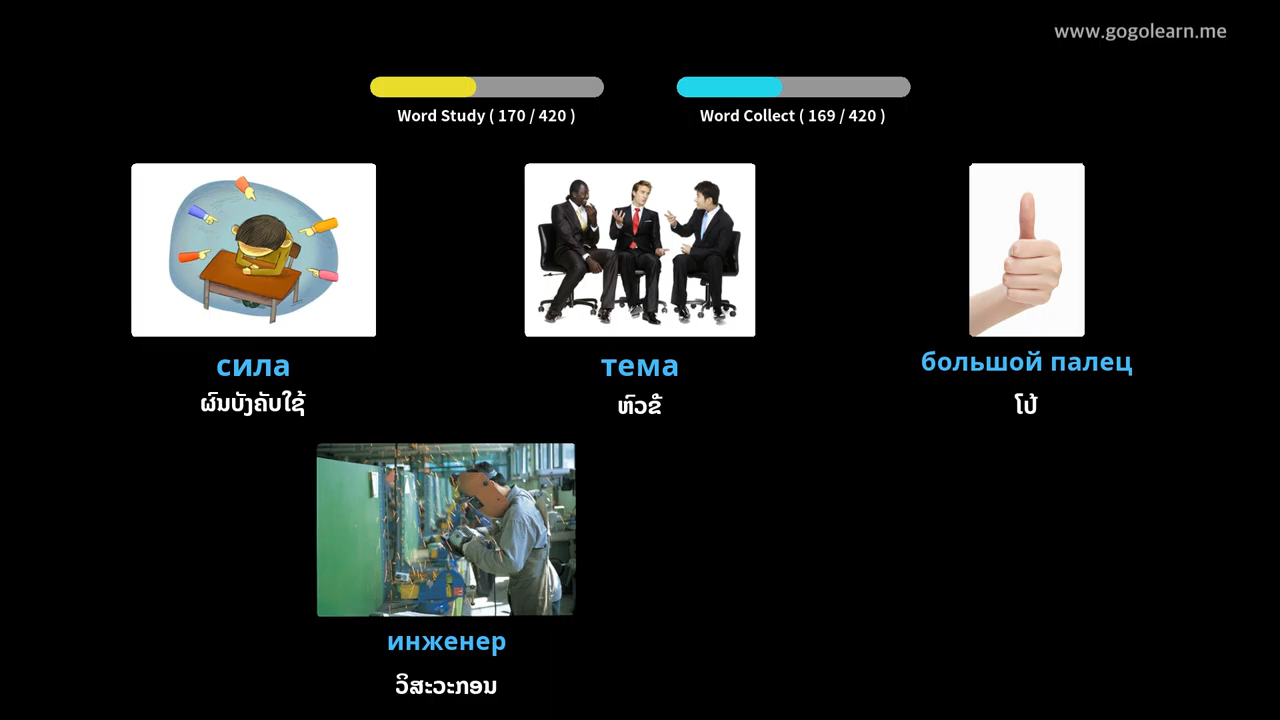 www.gogolearn.me
Word Study ( 170 / 420 )
Word Collect ( 169 / 420 )
сила
ຜົນບັງຄັບໃຊ້
тема
ຫົວຂໍ້
большой палец
ໂປ້
инженер
ວິສະວະກອນ